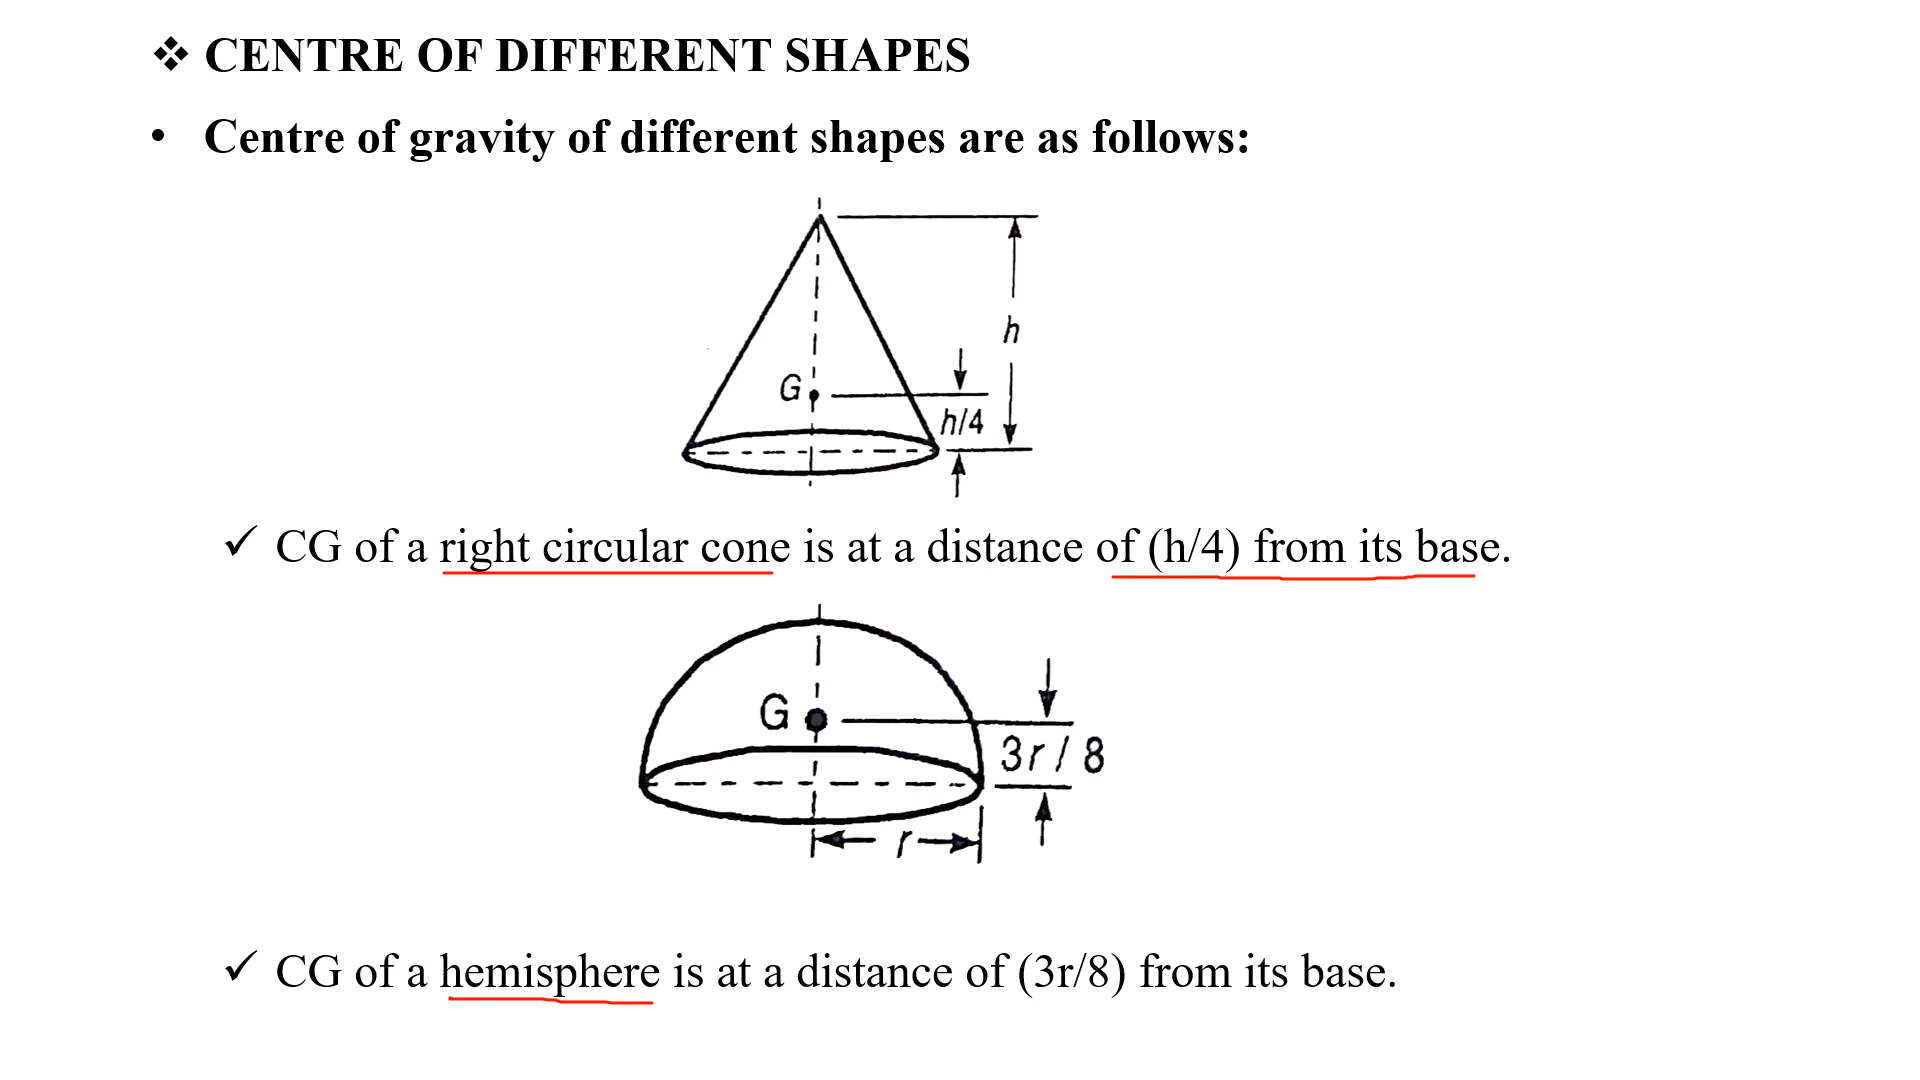 ❖ CENTRE OF DIFFERENT SHAPES
• Centre of gravity of different shapes are as follows:
h
G
h/4
✓ CG of a right circular cone is at a distance of (h/4) from its base.
G
3r / 8
r
✓ CG of a hemisphere is at a distance of (3r/8) from its base.